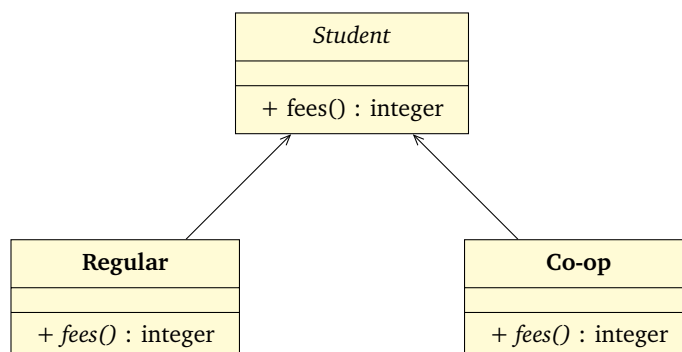 Student
+ fees() : integer
Regular
+ fees() : integer
Co-op
+ fees() : integer